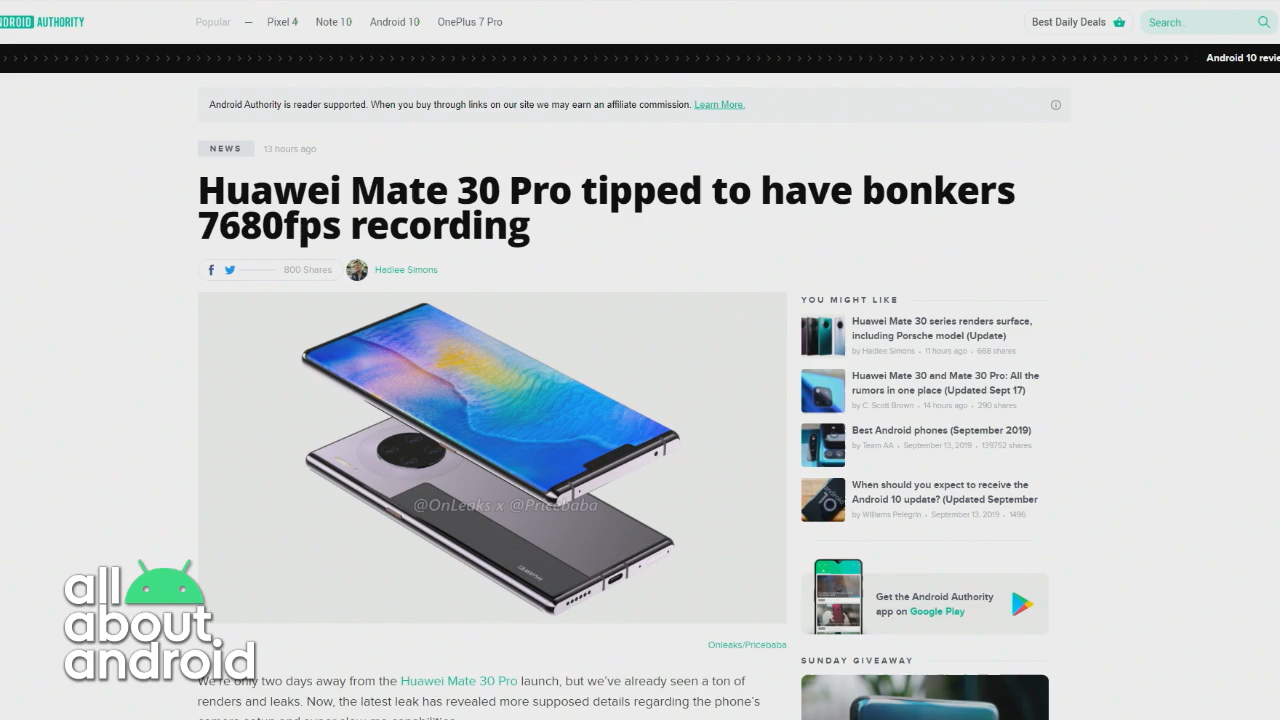 ANDROID AUTHORITY
Popular — Pixel 4 Note 10 Android 10 OnePlus 7 Pro
Best Daily Deals
Search..
Android 10
Android Authority is reader supported. When you buy through links on our site we may earn an affiliate commission. Learn More.
NEWS 13 hours ago
Huawei Mate 30 Pro tipped to have bonkers
7680fps recording
800 Shares Hadlee Simons
@OnLeaks x @Pricebaba
HUAWEI
Onleaks/Pricebaba
We're only two days away from the Huawei Mate 30 Pro launch, but we've already seen a ton of
renders and leaks. Now, the latest leak has revealed more supposed details regarding the phone's
YOU MIGHT LIKE
Huawei Mate 30 series renders surface,
including Porsche model (Update)
by Hadlee Simons • 11 hours ago • 668 shares
Huawei Mate 30 and Mate 30 Pro: All the
rumors in one place (Updated Sept 17)
by C. Scott Brown • 14 hours ago • 290 shares
Best Android phones (September 2019)
by Team AA • September 13, 2019 • 139752 shares
When should you expect to receive the
Android 10 update? (Updated September
by Williams Pelegrin • September 13, 2019 • 1496
Get the Android Authority
app on Google Play
SUNDAY GIVEAWAY
all
about
android